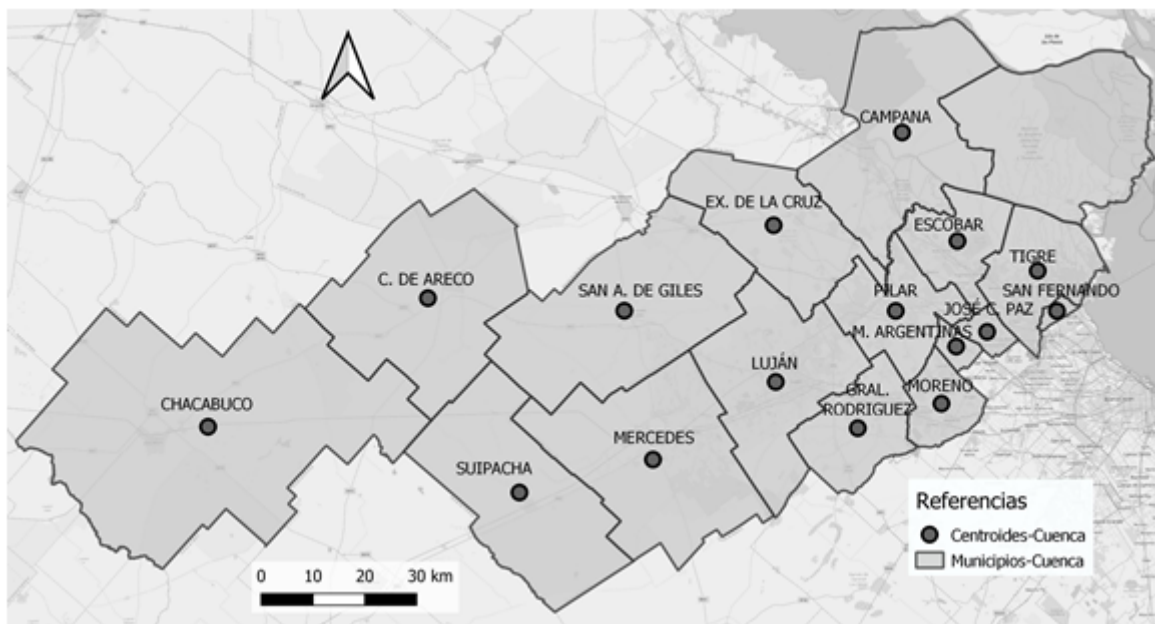 CAMPANA
EX. DE LA CRUZ
ESCOBAR
TIGRE
C. DE ARECO
SAN A. DE GILES
PILAR
SAN FERNANDO
JOSÉ C. PAZ
M. ARGENTINAS
LUJÁN
GRAL.
RODRIGUEZ
MORENO
CHACABUCO
MERCEDES
SUIPACHA
Referencias
Centroides-Cuenca
Municipios-Cuenca
0 10 20 30 km